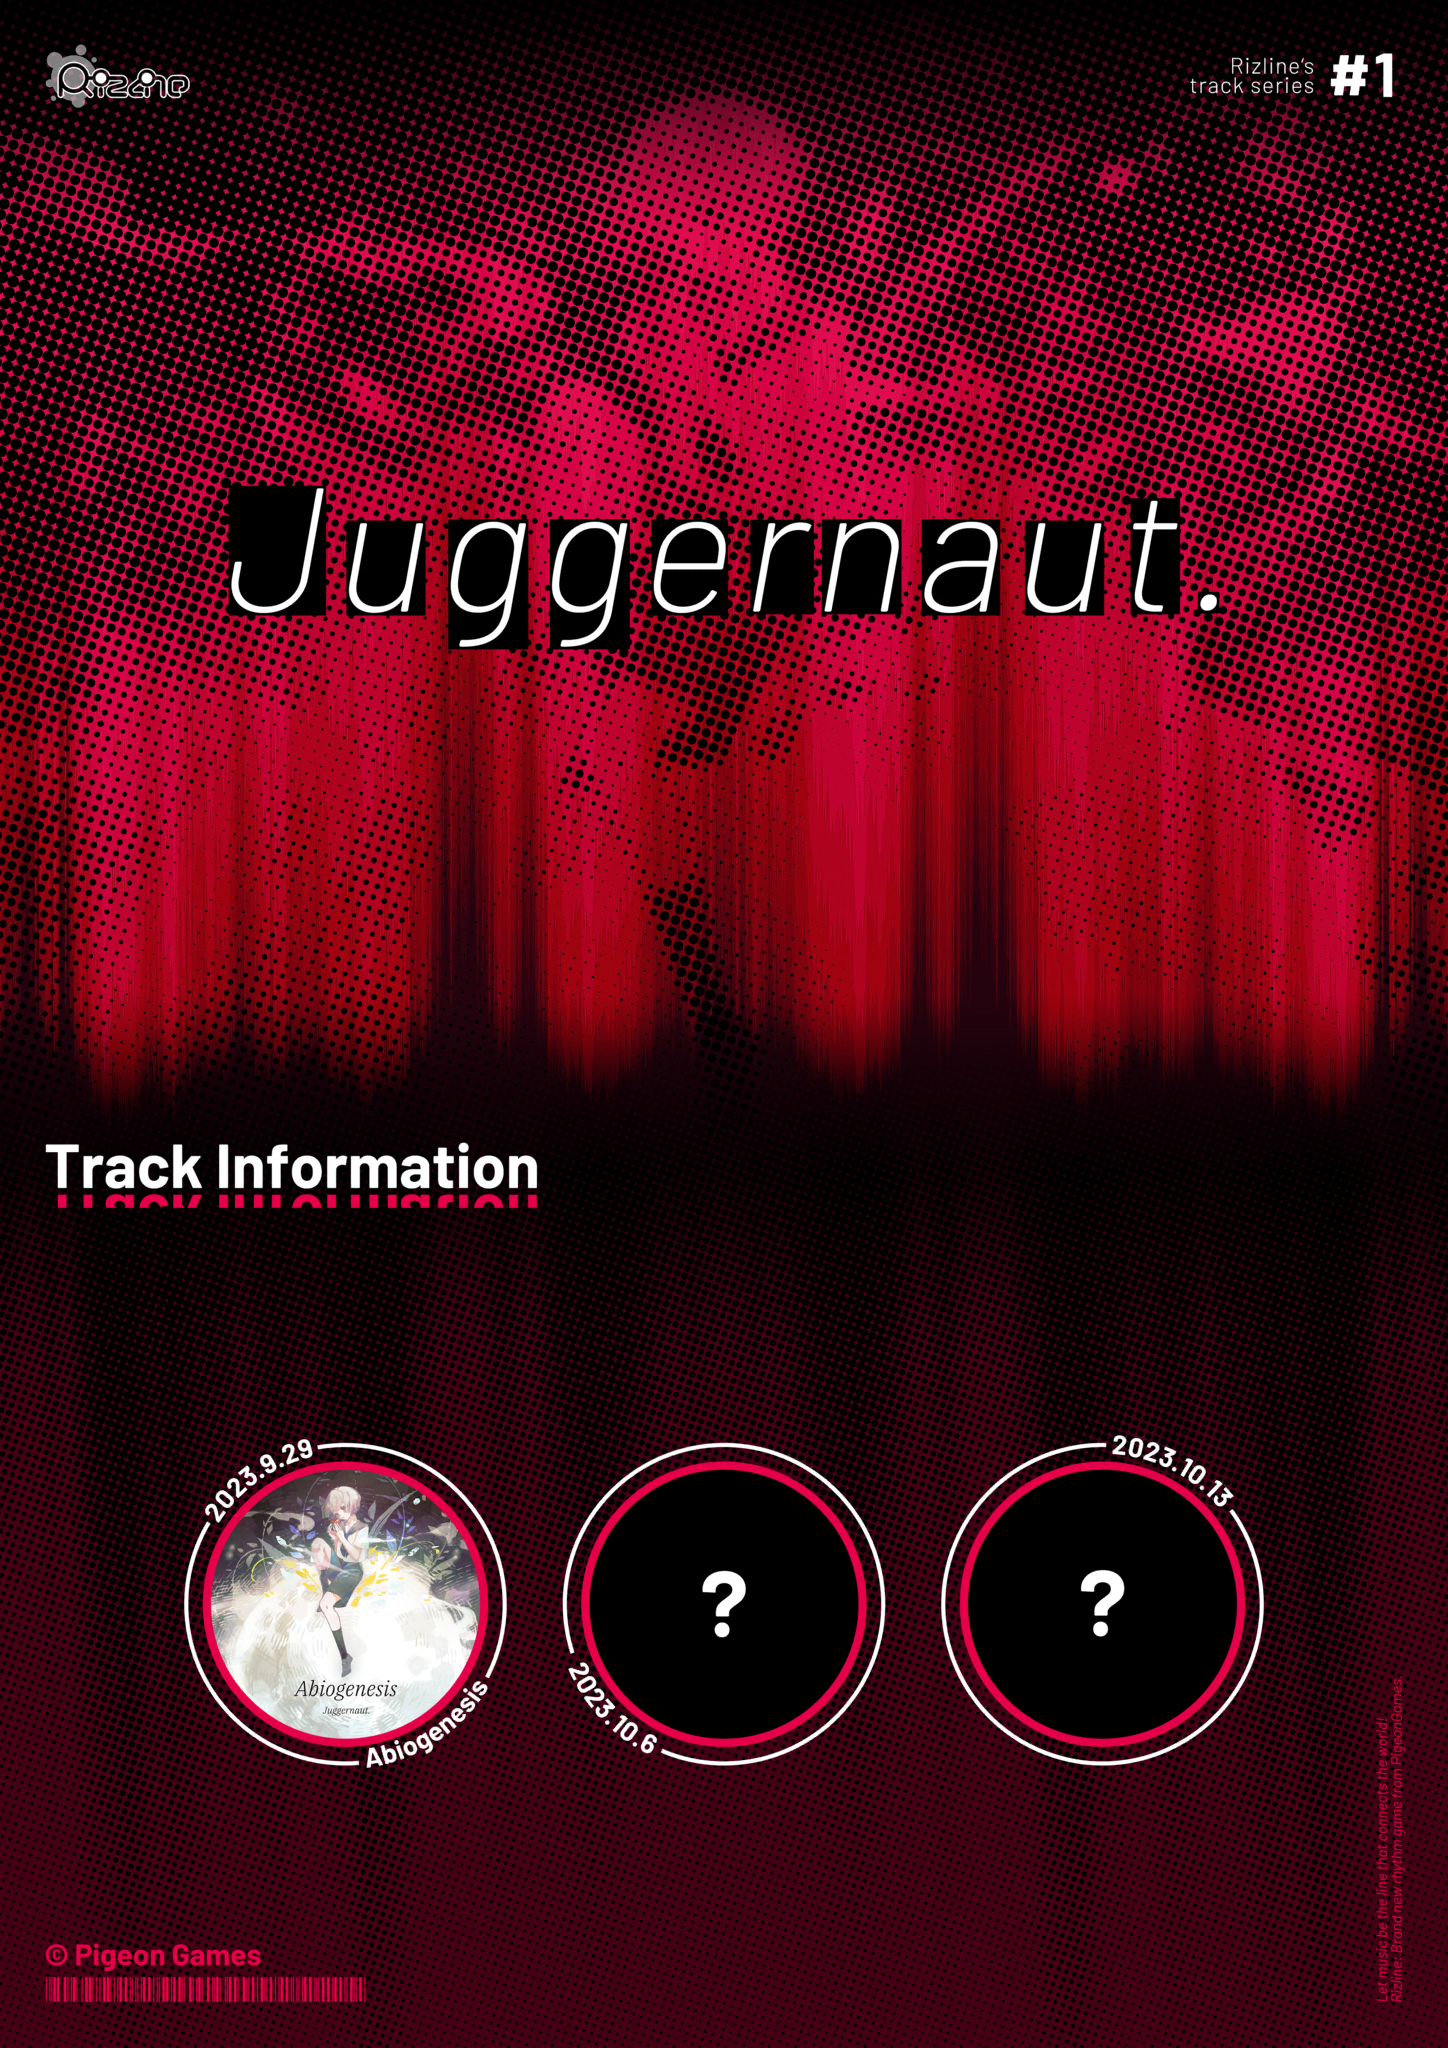 Rizline
Rizline's
track series
#1
Juggernaut.
Track Information
2023.9.29
Abiogenesis
Juggernaut.
Abiogenesis
?
2023.10.6
2023.10.13
?
Let music be the line that connects the world!
Rizline: Brand new rhythm game from PigeonGames.
© Pigeon Games